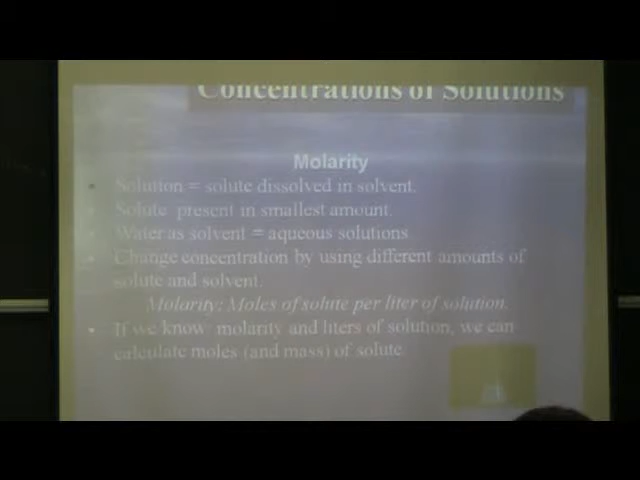 Concentrations of Solutions
Molarity
• Solution = solute dissolved in solvent.
• Solute present in smallest amount.
• Water as solvent = aqueous solutions.
• Change concentration by using different amounts of
solute and solvent.
Molarity: Moles of solute per liter of solution.
• If we know: molarity and liters of solution, we can
calculate moles (and mass) of solute.